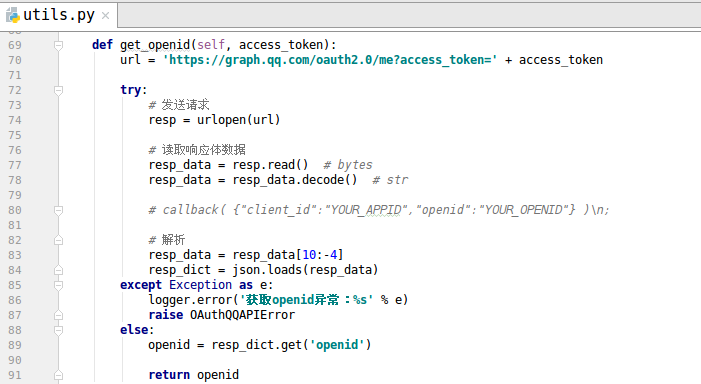 utils.py
68
69 def get_openid(self, access_token):
70 url = 'https://graph.qq.com/oauth2.0/me?access_token=' + access_token
71
72 try:
73 # 发送请求
74 resp = urlopen(url)
75
76 # 读取响应体数据
77 resp_data = resp.read()  # bytes
78 resp_data = resp_data.decode()  # str
79
80 # callback( {"client_id":"YOUR_APPID","openid":"YOUR_OPENID"} )\n;
81
82 # 解析
83 resp_data = resp_data[10:-4]
84 resp_dict = json.loads(resp_data)
85 except Exception as e:
86 logger.error('获取openid异常：%s' % e)
87 raise OAuthQQAPIError
88 else:
89 openid = resp_dict.get('openid')
90
91 return openid